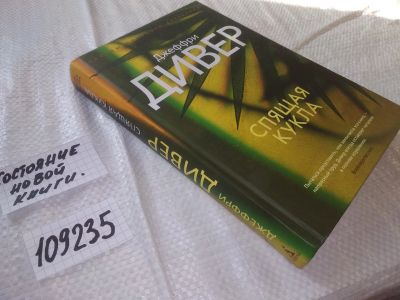 Джеффри
ДИВЕР
СПЯЩАЯ
КУКЛА
СПЯЩАЯ КУКЛА
ДЖЕФФРИ ДИВЕР
СОСТОЯНИЕ
НОВОЙ
КНИГИ.
109235